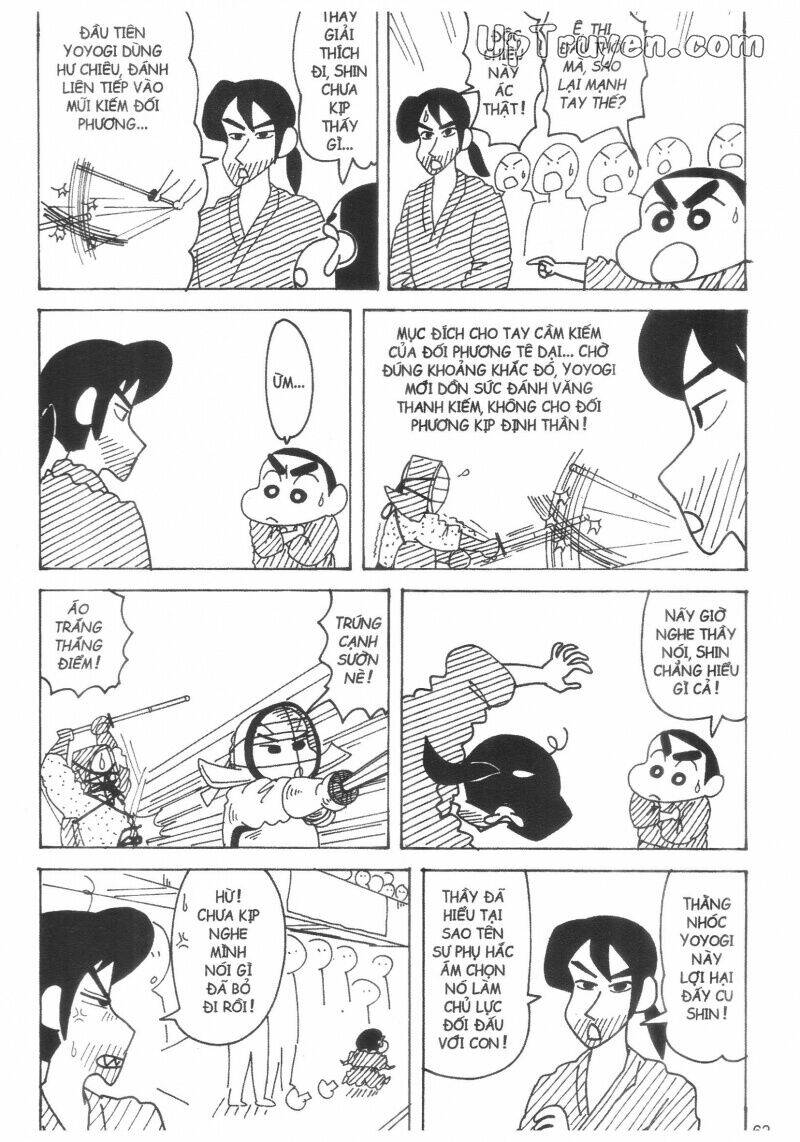 UpTruyen.com
Ê THI
MÀ, SAO
LẠI MẠNH
TAY THẾ?
NÀY
ÁC
THẬT!
THẦY
GIẢI
THÍCH
ĐI, SHIN
CHƯA
KỊP
THẤY
GÌ...
ĐẦU TIÊN
YOYOGI DÙNG
HƯ CHIÊU, ĐÁNH
LIÊN TIẾP VÀO
MŨI KIẾM ĐỐI
PHƯƠNG...
MỤC ĐÍCH CHO TAY CẦM KIẾM
CỦA ĐỐI PHƯƠNG TÊ DẠI... CHỜ
ĐÚNG KHOẢNG KHẮC ĐÓ, YOYOGI
MỚI DỒN SỨC ĐÁNH VĂNG
THANH KIẾM, KHÔNG CHO ĐỐI
PHƯƠNG KỊP ĐỊNH THẦN!
ỪM...
NÃY GIỜ
NGHE THẦY
NÓI, SHIN
CHẲNG HIỂU
GÌ CẢ!
TRÚNG
CẠNH
SƯỜN
NÈ!
ÁO
TRẮNG
THẮNG
ĐIỂM!
THẰNG
NHÓC
YOYOGI
NÀY
LỢI HẠI
ĐẤY CU
SHIN!
THẦY ĐÃ
HIỂU TẠI
SAO TÊN
SƯ PHỤ HẮC
ÁM CHỌN
NÓ LÀM
CHỦ LỰC
ĐỐI ĐẤU
VỚI CON!
HỪ!
CHƯA KỊP
NGHE
MÌNH
NÓI GÌ
ĐÃ BỎ
ĐI RỒI!